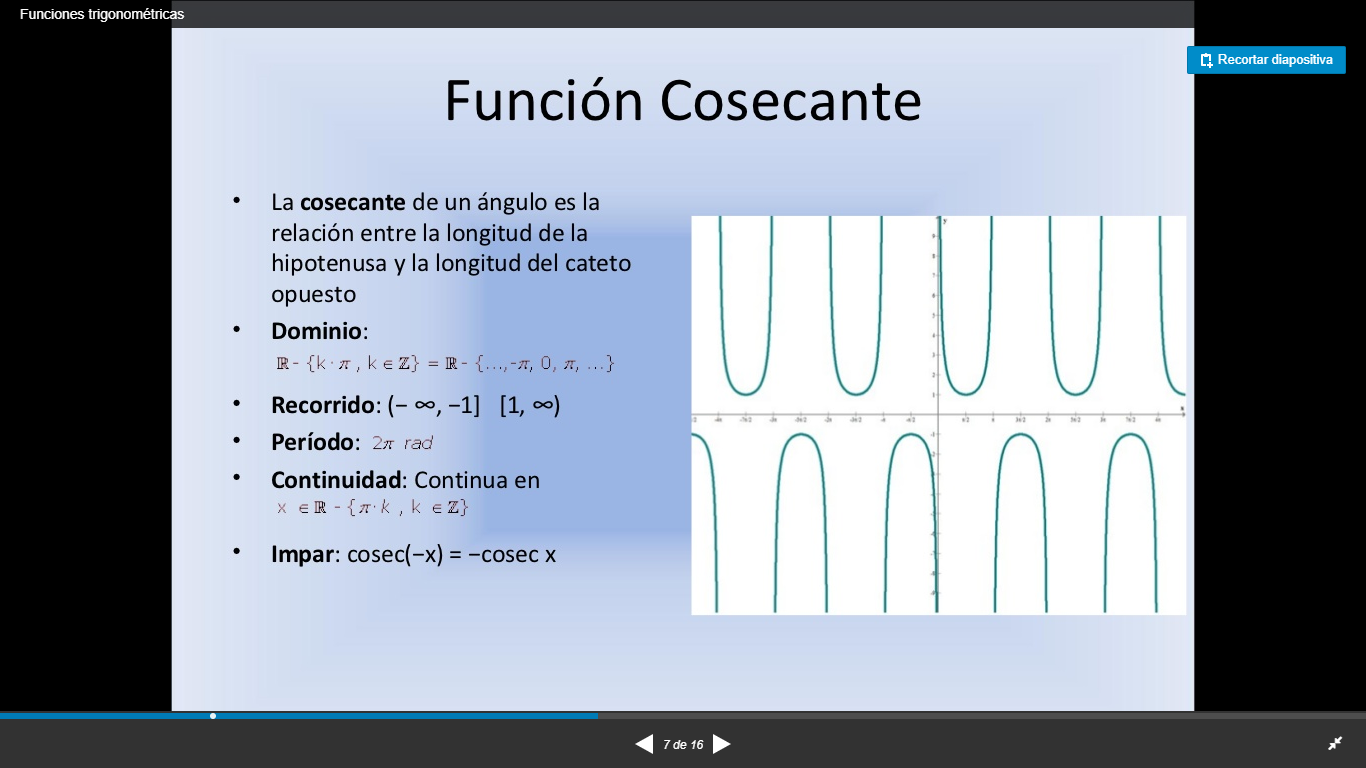 Funciones trigonométricas
Recortar diapositiva
Función Cosecante
• La cosecante de un ángulo es la
relación entre la longitud de la
hipotenusa y la longitud del cateto
opuesto
• Dominio:
ℝ - {k · π , k ∈ ℤ} = ℝ - {...,-π, 0, π, ...}
• Recorrido: (− ∞, −1] [1, ∞)
• Período: 2π rad
• Continuidad: Continua en
x ∈ ℝ - {π· k , k ∈ ℤ}
• Impar: cosec(−x) = −cosec x
y
x
7 de 16